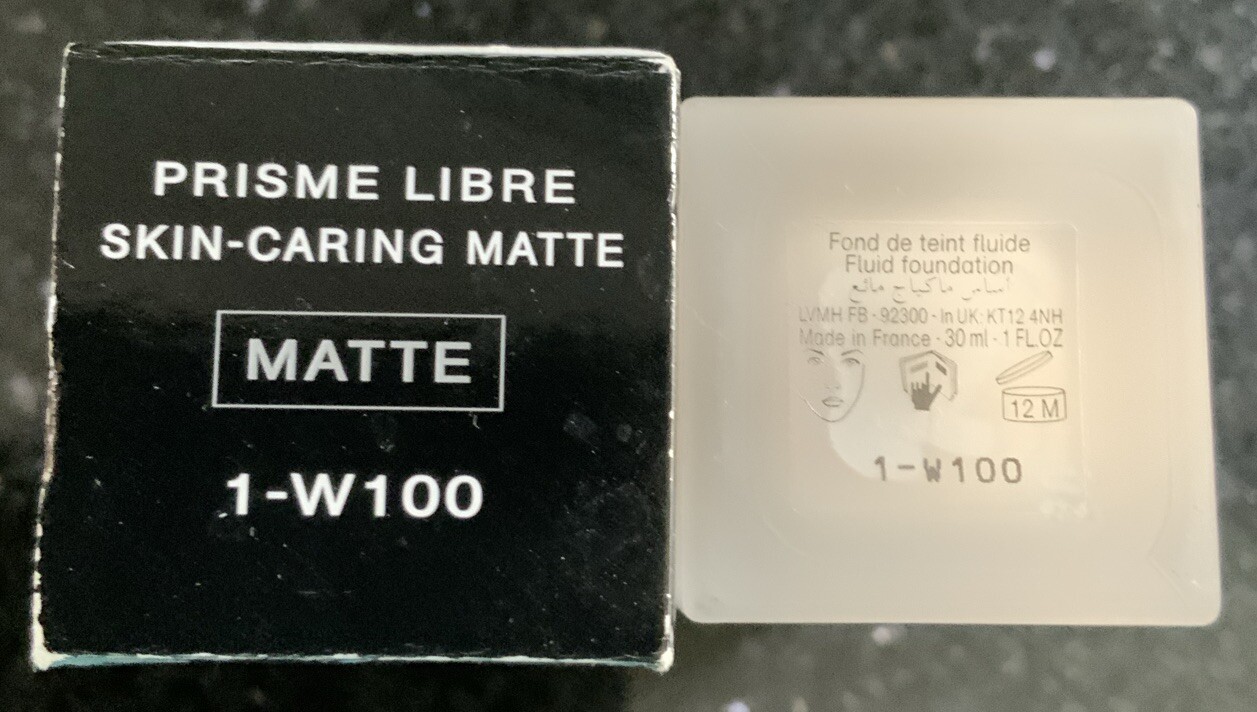 PRISME LIBRE
SKIN-CARING MATTE
MATTE
1-W100
Fond de teint fluide
Fluid foundation
أساس ماكياج مائع
LVMH FB - 92300 - In UK: KT12 4NH
Made in France - 30 ml - 1 FL.OZ
12 M
1-W100